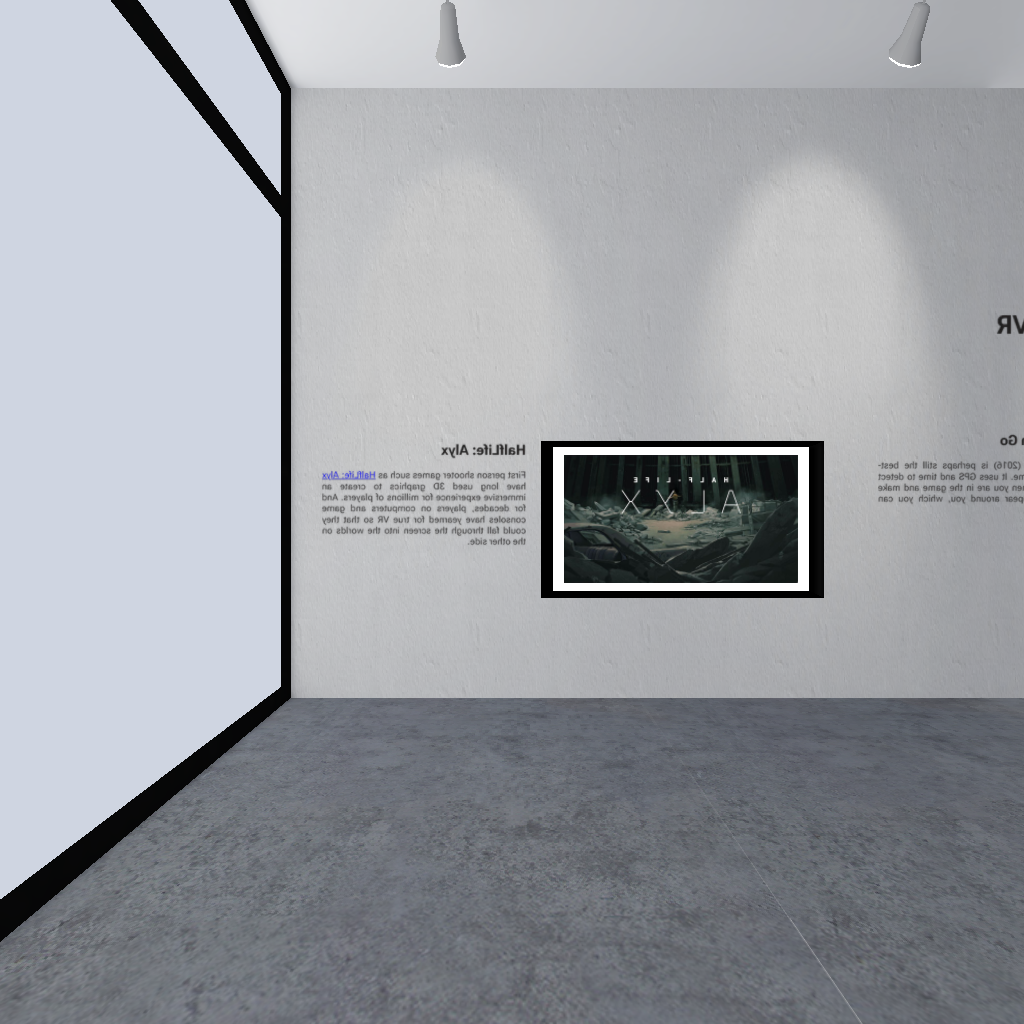 VR
HalfLife: Alyx
First person shooter games such as HalfLife: Alyx
have long used 3D graphics to create an
immersive experience for millions of players. And
for decades, players on computers and game
consoles have yearned for true VR so that they
could fall through the screen into the worlds on
the other side.
HALF-LIFE
ALYX
Go
(2016) is perhaps still the best-
me. It uses GPS and time to detect
en you are in the game and make
pear around you, which you can